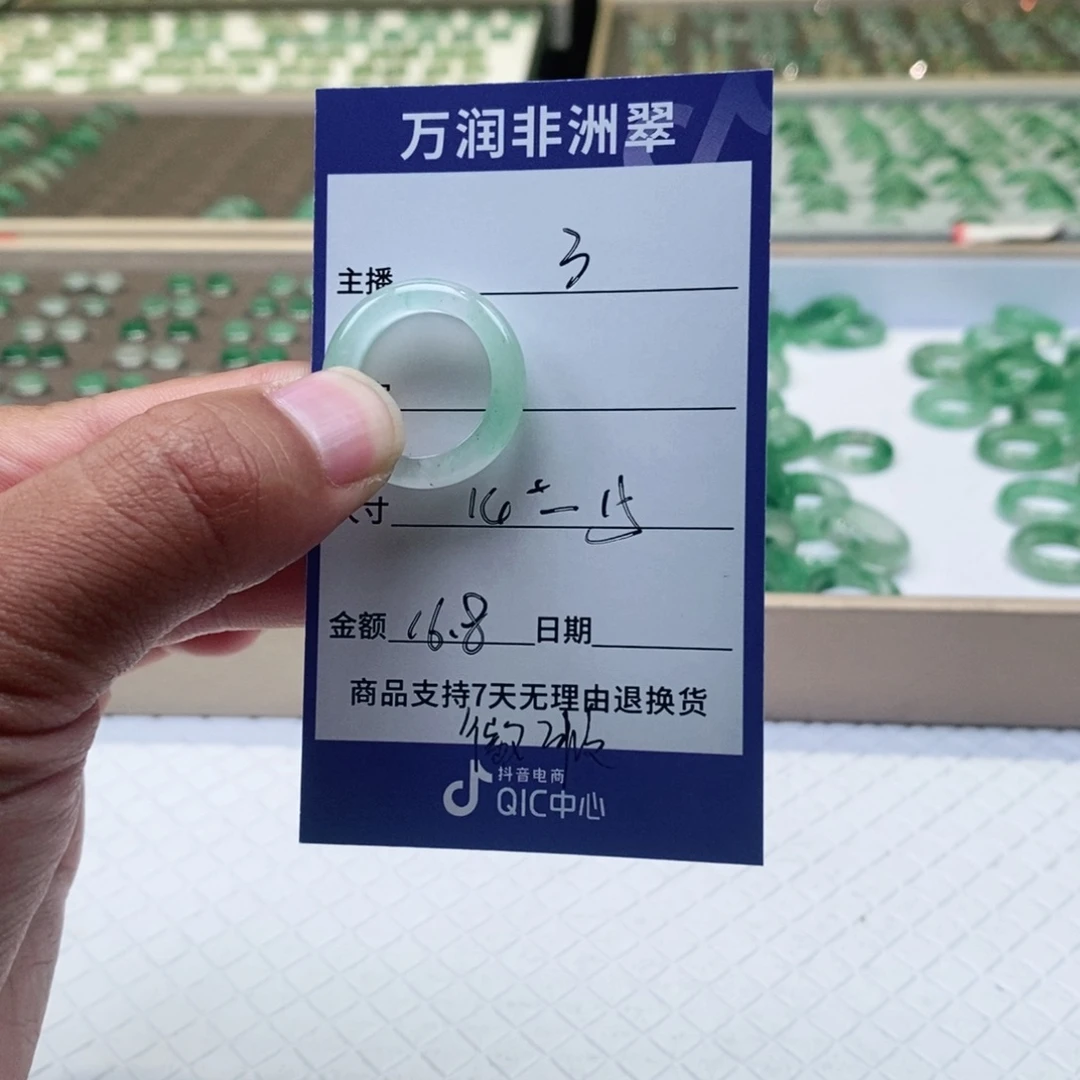 万润非洲翠
主播 3
寸 16
金额 16.8 日期
商品支持7天无理由退换货
抖音电商
QIC中心